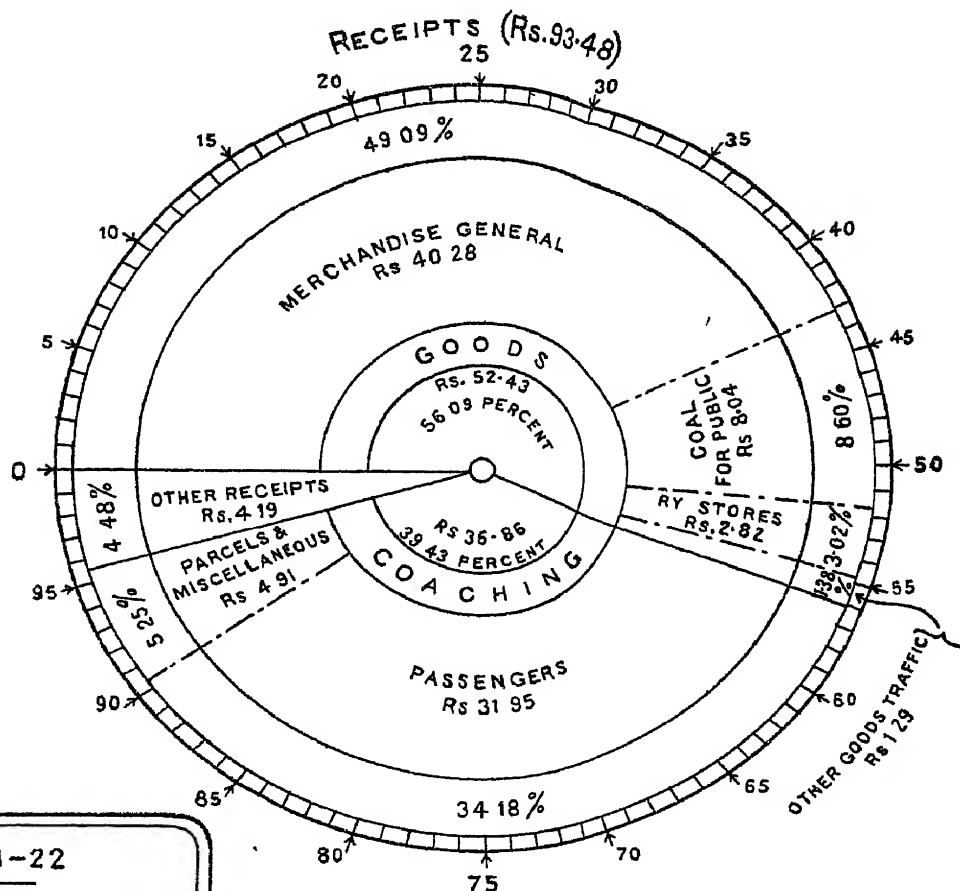 RECEIPTS (Rs.93·48)
0
5
10
15
20
25
30
35
40
45
50
55
60
65
70
75
80
85
90
95
49 09%
MERCHANDISE GENERAL
Rs 40 28
GOODS
Rs. 52·43
56 09 PERCENT
COAL
FOR PUBLIC
Rs 8·04
8 60%
RY STORES
Rs. 2·82
3·02%
1·38
%
OTHER GOODS TRAFFIC
Rs 1 29
OTHER RECEIPTS
Rs. 4 19
4 48%
PARCELS &
MISCELLANEOUS
Rs 4 91
5 25%
RS 36-86
39 43 PERCENT
COACHING
PASSENGERS
Rs 31 95
34 18%
1-22